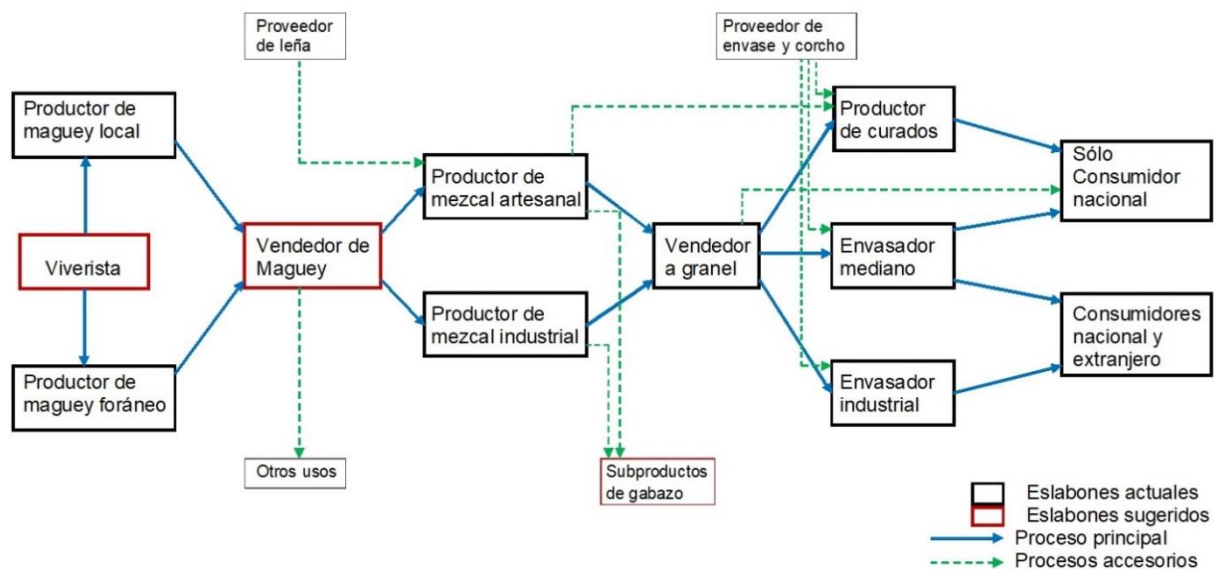 Proveedor
de leña
Proveedor de
envase y corcho
Productor de
maguey local
Productor
de curados
Sólo
Consumidor
nacional
Productor de
mezcal artesanal
Viverista
Vendedor de
Maguey
Vendedor
a granel
Envasador
mediano
Productor de
mezcal industrial
Consumidores
nacional y
extranjero
Productor de
maguey foráneo
Envasador
industrial
Otros usos
Subproductos
de gabazo
Eslabones actuales
Eslabones sugeridos
Proceso principal
Procesos accesorios